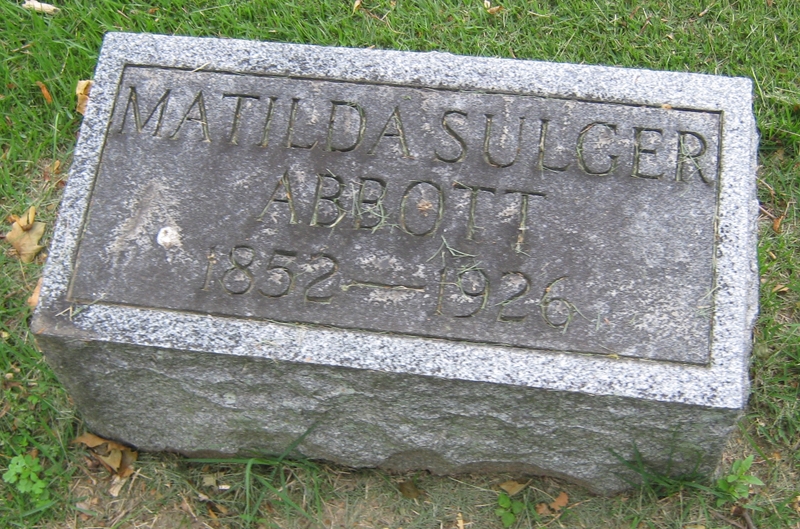 MATILDA SULGER
ABBOTT
1852—1926